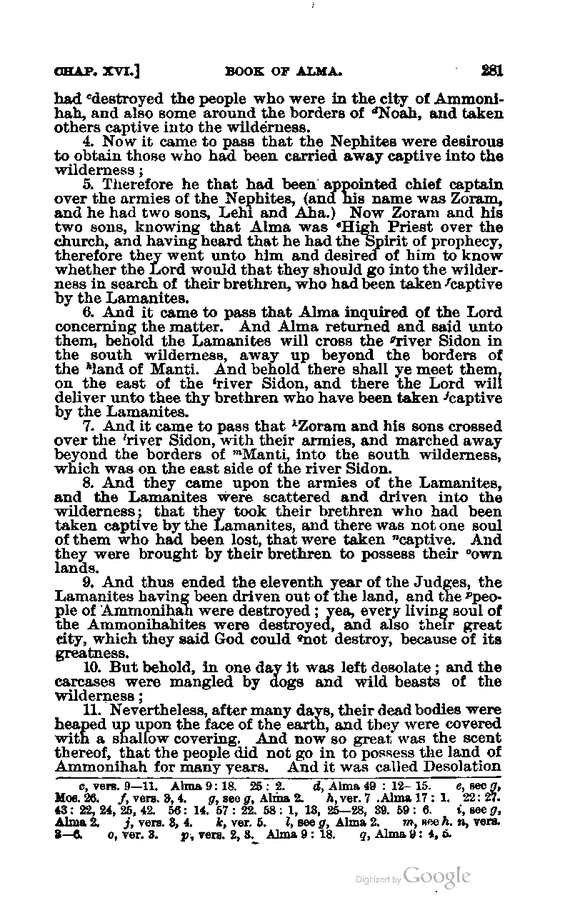 CHAP. XVI.] BOOK OF ALMA. 281
had ᶜdestroyed the people who were in the city of Ammoni-
hah, and also some around the borders of ᵈNoah, and taken
others captive into the wilderness.
4. Now it came to pass that the Nephites were desirous
to obtain those who had been carried away captive into the
wilderness;
5. Therefore he that had been appointed chief captain
over the armies of the Nephites, (and his name was Zoram,
and he had two sons, Lehi and Aha.) Now Zoram and his
two sons, knowing that Alma was ᵉHigh Priest over the
church, and having heard that he had the Spirit of prophecy,
therefore they went unto him and desired of him to know
whether the Lord would that they should go into the wilder-
ness in search of their brethren, who had been taken ᶠcaptive
by the Lamanites.
6. And it came to pass that Alma inquired of the Lord
concerning the matter. And Alma returned and said unto
them, behold the Lamanites will cross the ᵍriver Sidon in
the south wilderness, away up beyond the borders of
the ʰland of Manti. And behold there shall ye meet them,
on the east of the ⁱriver Sidon, and there the Lord will
deliver unto thee thy brethren who have been taken ʲcaptive
by the Lamanites.
7. And it came to pass that ᵏZoram and his sons crossed
over the ˡriver Sidon, with their armies, and marched away
beyond the borders of ᵐManti, into the south wilderness,
which was on the east side of the river Sidon.
8. And they came upon the armies of the Lamanites,
and the Lamanites were scattered and driven into the
wilderness; that they took their brethren who had been
taken captive by the Lamanites, and there was not one soul
of them who had been lost, that were taken ⁿcaptive. And
they were brought by their brethren to possess their ᵒown
lands.
9. And thus ended the eleventh year of the Judges, the
Lamanites having been driven out of the land, and the ᵖpeo-
ple of Ammonihah were destroyed; yea, every living soul of
the Ammonihahites were destroyed, and also their great
city, which they said God could 𐞥not destroy, because of its
greatness.
10. But behold, in one day it was left desolate; and the
carcases were mangled by dogs and wild beasts of the
wilderness;
11. Nevertheless, after many days, their dead bodies were
heaped up upon the face of the earth, and they were covered
with a shallow covering. And now so great was the scent
thereof, that the people did not go in to possess the land of
Ammonihah for many years. And it was called Desolation
c, vers. 9—11. Alma 9: 18. 25: 2. d, Alma 49: 12-15. e, see g,
Mos. 26. f, vers. 3, 4. g, see g, Alma 2. h, ver. 7. Alma 17: 1. 22: 27.
43: 22, 24, 25, 42. 56: 14. 57: 22. 58: 1, 13, 25—28, 39. 59: 6. i, see g,
Alma 2. j, vers. 3, 4. k, ver. 5. l, see g, Alma 2. m, see h. n, vers.
3—6. o, ver. 3. p, vers. 2, 3. Alma 9: 18. q, Alma 9: 4, 5.
Digitized by Google